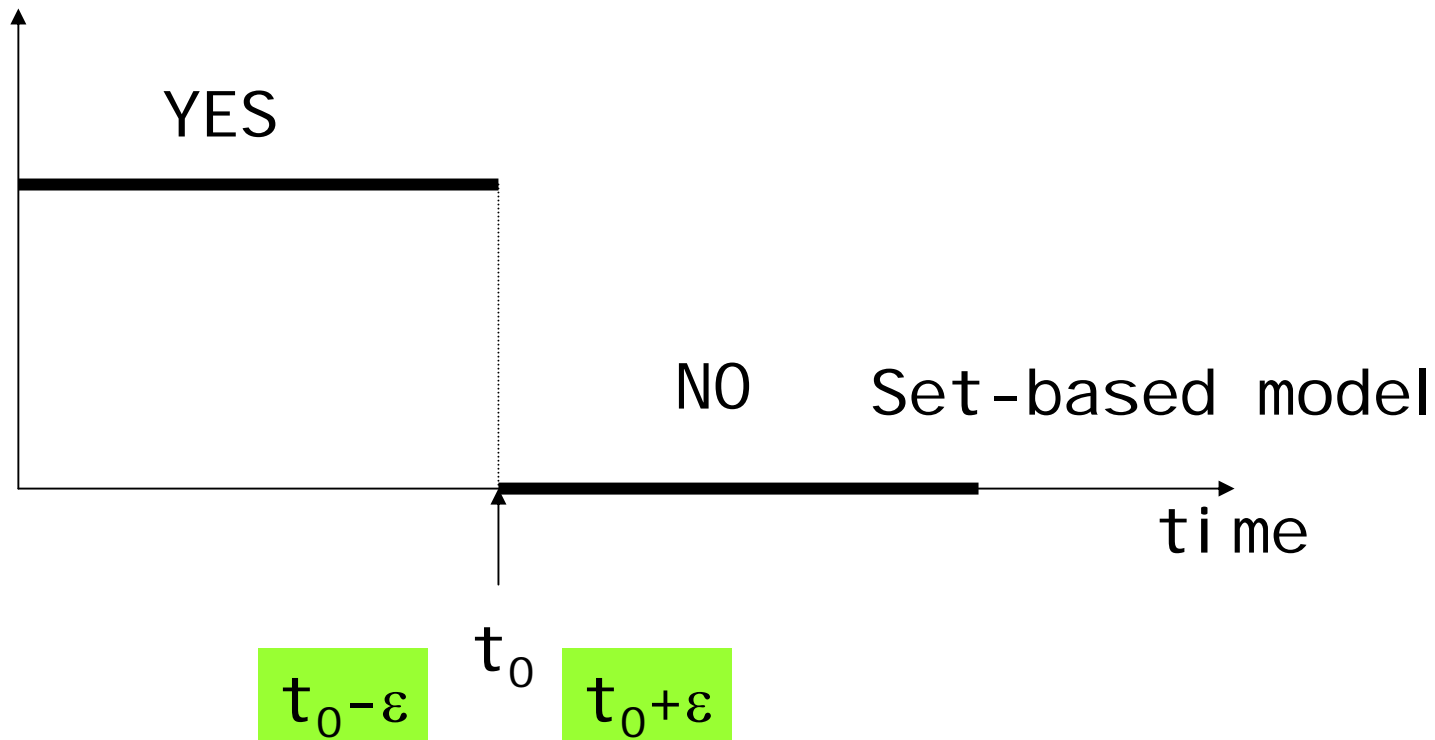 YES
NO Set-based model
time
t₀
t₀-ε t₀+ε